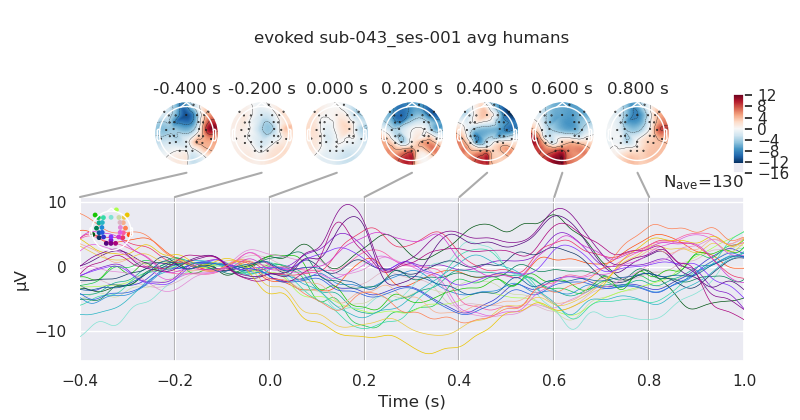 evoked sub-043_ses-001 avg humans
-0.400 s -0.200 s 0.000 s 0.200 s 0.400 s 0.600 s 0.800 s
12
8
4
0
−4
−8
−12
−16
Nave=130
10
0
−10
µV
−0.4 −0.2 0.0 0.2 0.4 0.6 0.8 1.0
Time (s)